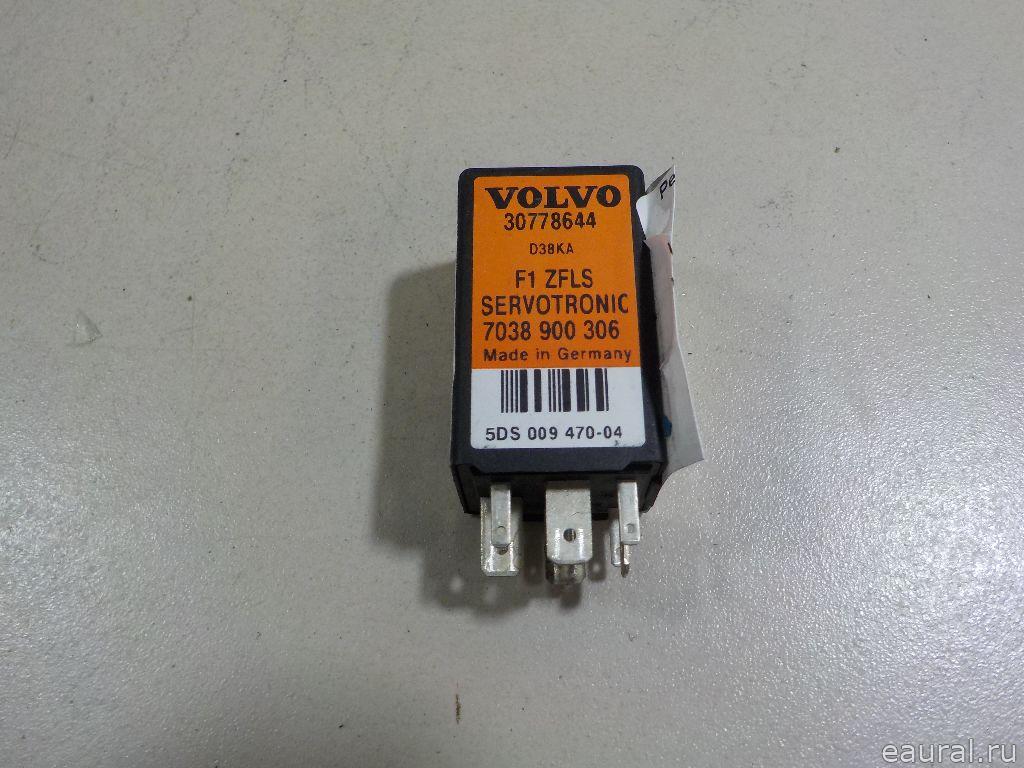 VOLVO
30778644
D38KA
F1 ZFLS
SERVOTRONIC
7038 900 306
Made in Germany
5DS 009 470-04
eaural.ru